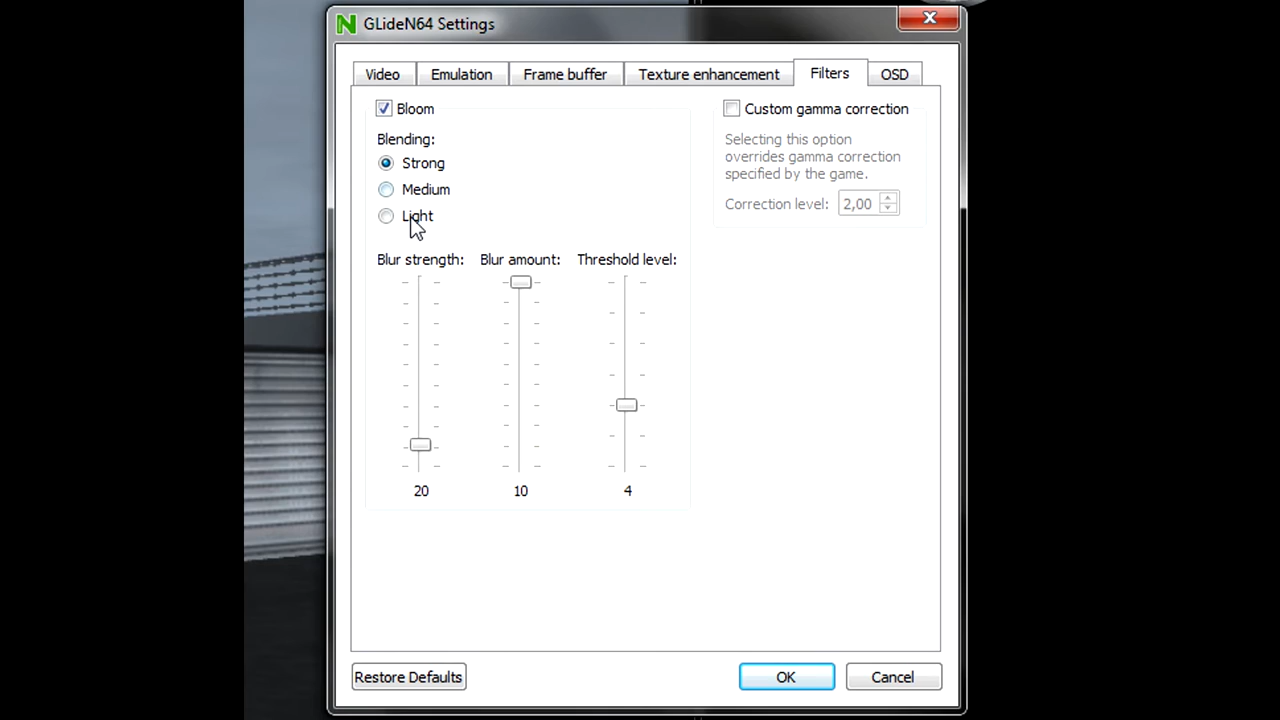 GLideN64 Settings
Video
Emulation
Frame buffer
Texture enhancement
Filters
OSD
Bloom
Blending:
Strong
Medium
Light
Blur strength:
Blur amount:
Threshold level:
20
10
4
Custom gamma correction
Selecting this option
overrides gamma correction
specified by the game.
Correction level: 2,00
Restore Defaults
OK
Cancel